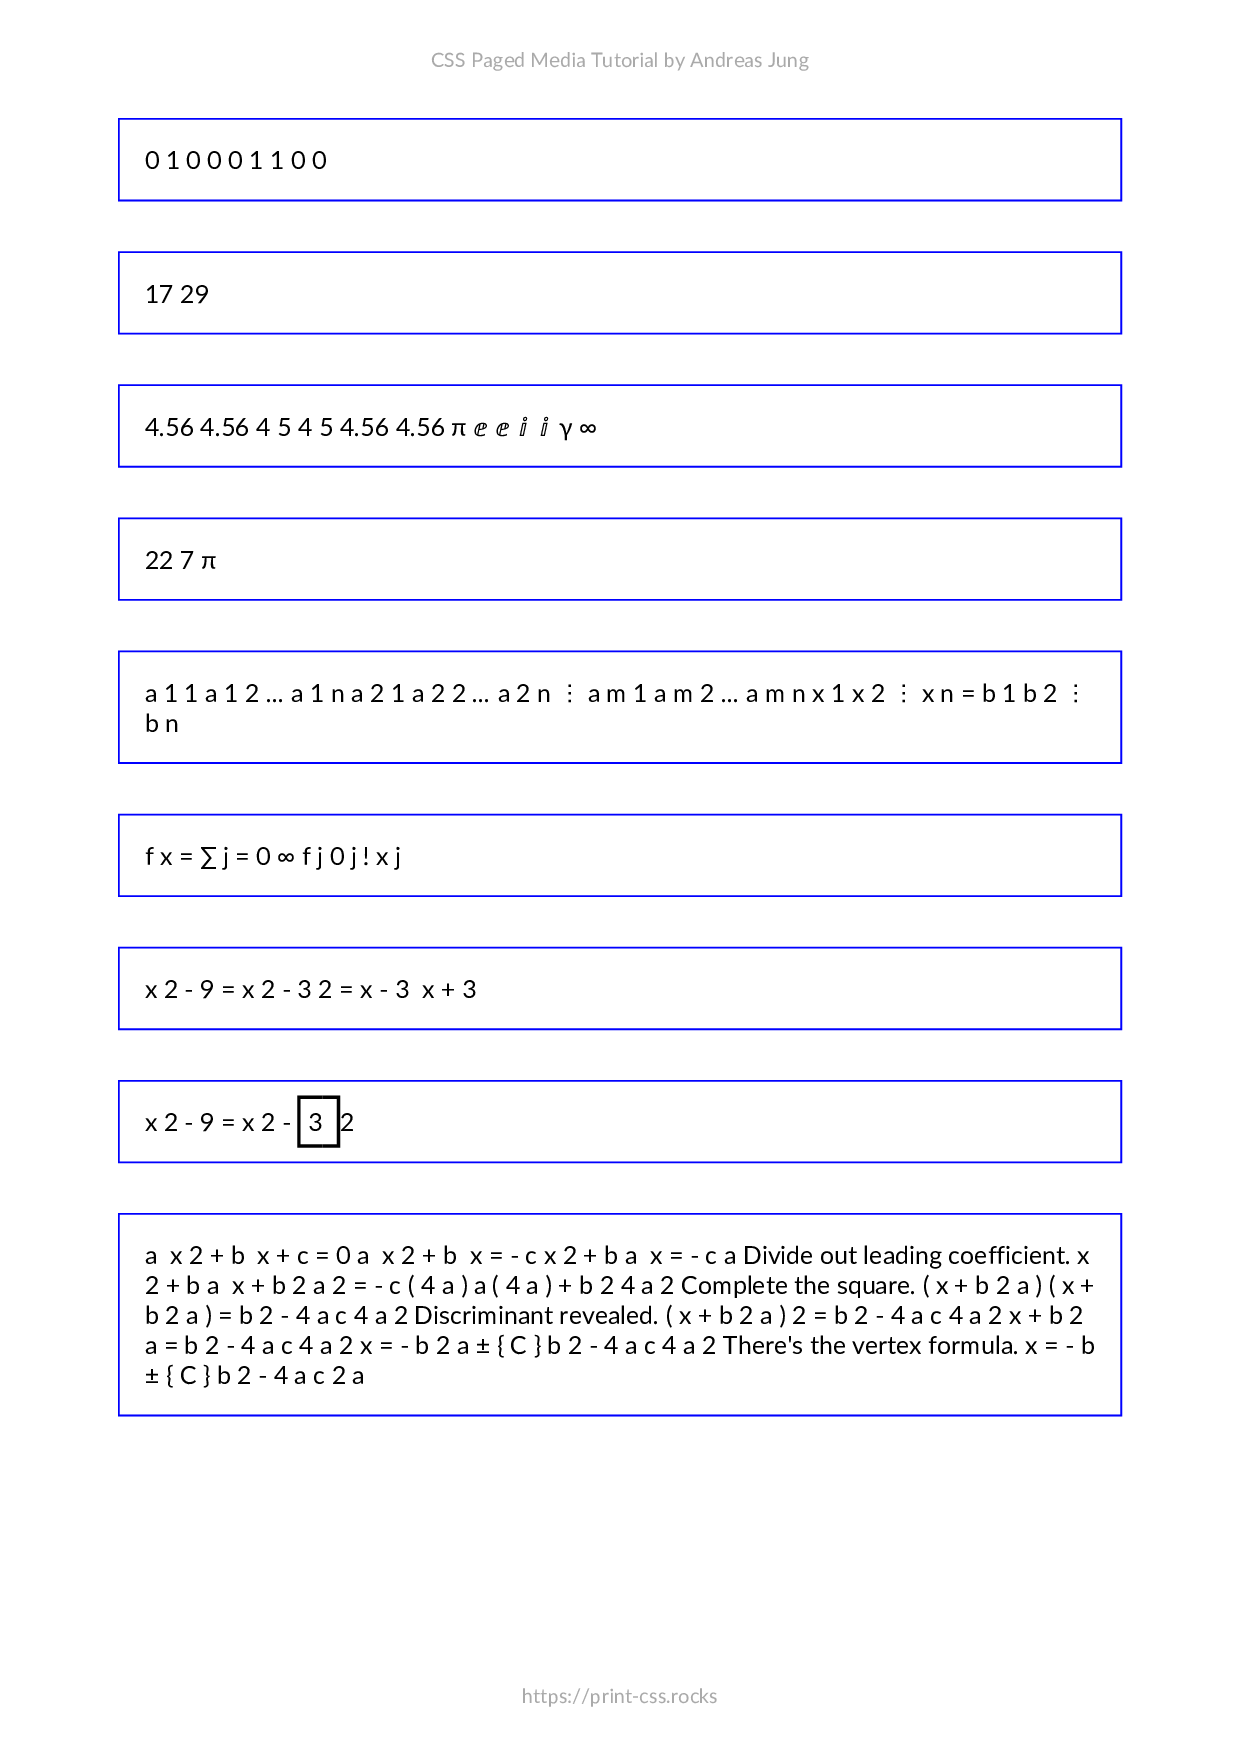 CSS Paged Media Tutorial by Andreas Jung
0 1 0 0 0 1 1 0 0
17 29
4.56 4.56 4 5 4 5 4.56 4.56 π ⅇ ⅇ ⅈ ⅈ γ ∞
22 7 π
a 1 1 a 1 2 … a 1 n a 2 1 a 2 2 … a 2 n ⋮ a m 1 a m 2 … a m n x 1 x 2 ⋮ x n = b 1 b 2 ⋮
b n
f x = ∑ j = 0 ∞ f j 0 j ! x j
x 2 - 9 = x 2 - 3 2 = x - 3 x + 3
x 2 - 9 = x 2 - 3 2
a x 2 + b x + c = 0 a x 2 + b x = - c x 2 + b a x = - c a Divide out leading coefficient. x
2 + b a x + b 2 a 2 = - c ( 4 a ) a ( 4 a ) + b 2 4 a 2 Complete the square. ( x + b 2 a ) ( x +
b 2 a ) = b 2 - 4 a c 4 a 2 Discriminant revealed. ( x + b 2 a ) 2 = b 2 - 4 a c 4 a 2 x + b 2
a = b 2 - 4 a c 4 a 2 x = - b 2 a ± { C } b 2 - 4 a c 4 a 2 There's the vertex formula. x = - b
± { C } b 2 - 4 a c 2 a
https://print-css.rocks